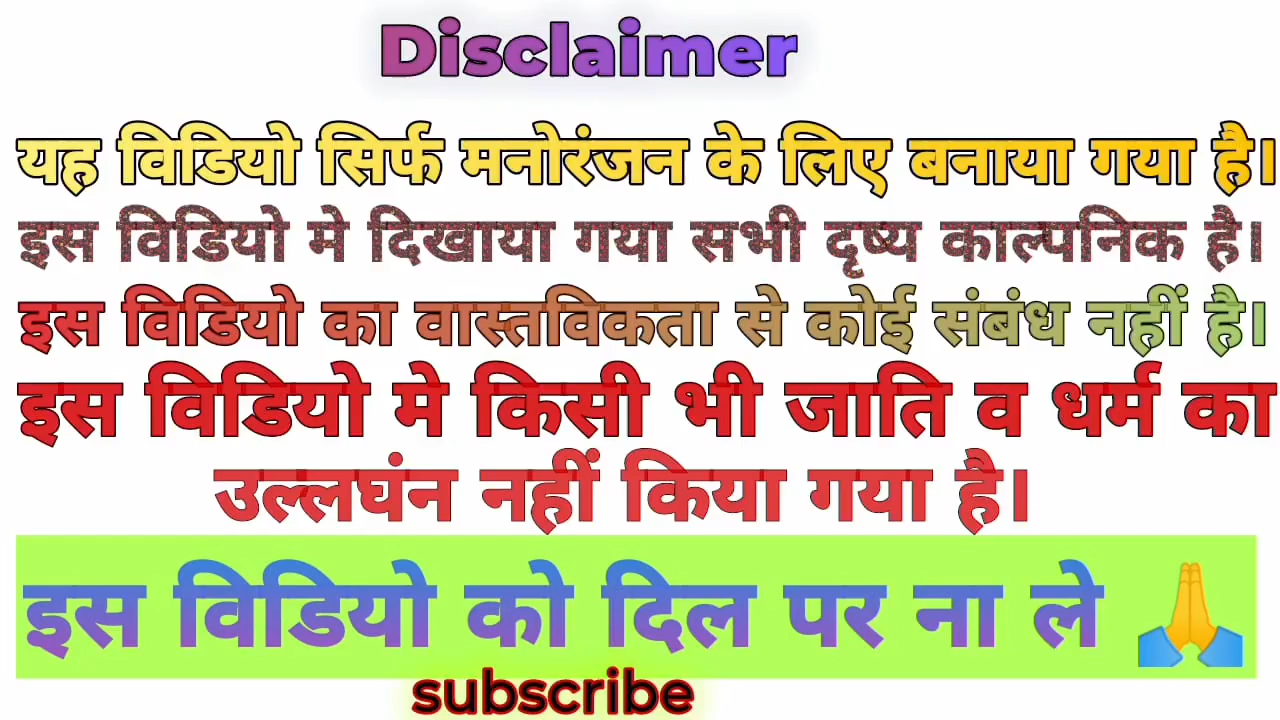 Disclaimer
यह विडियो सिर्फ मनोरंजन के लिए बनाया गया है।
इस विडियो मे दिखाया गया सभी दृष्य काल्पनिक है।
इस विडियो का वास्तविकता से कोई संबंध नहीं है।
इस विडियो मे किसी भी जाति व धर्म का
उल्लघंन नहीं किया गया है।
इस विडियो को दिल पर ना ले 🙏
subscribe